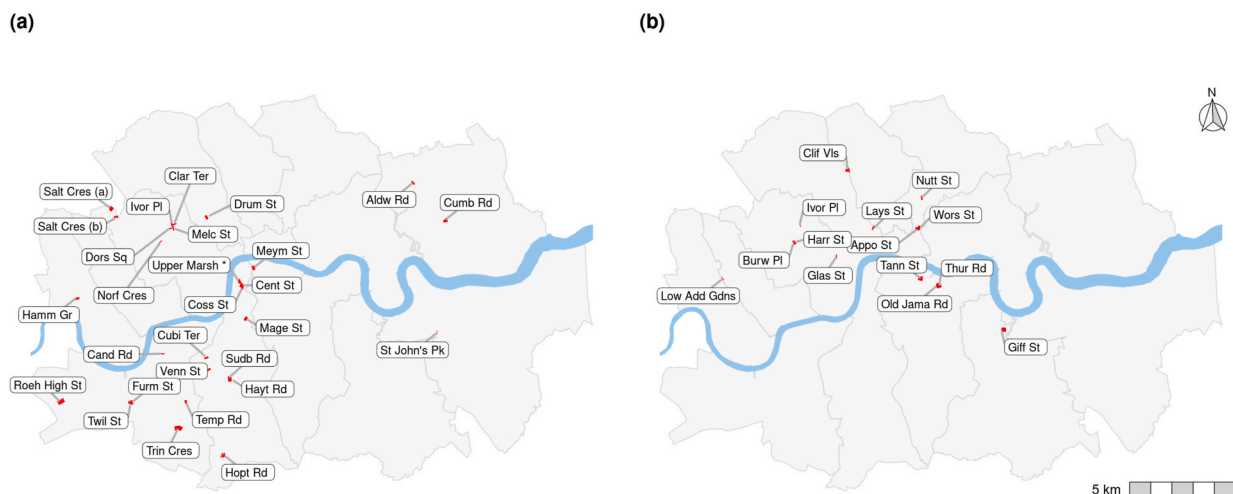 (a)
Clar Ter
Salt Cres (a)
Ivor Pl
Drum St
Aldw Rd
Cumb Rd
Salt Cres (b)
Melc St
Dors Sq
Meym St
Upper Marsh *
Cent St
Norf Cres
Coss St
Hamm Gr
Mage St
Cubi Ter
St John's Pk
Cand Rd
Sudb Rd
Venn St
Roeh High St
Furm St
Hayt Rd
Twil St
Temp Rd
Trin Cres
Hopt Rd
(b)
N
Clif Vls
Nutt St
Ivor Pl
Lays St
Wors St
Harr St
Appo St
Burw Pl
Glas St
Tann St
Thur Rd
Low Add Gdns
Old Jama Rd
Giff St
5 km